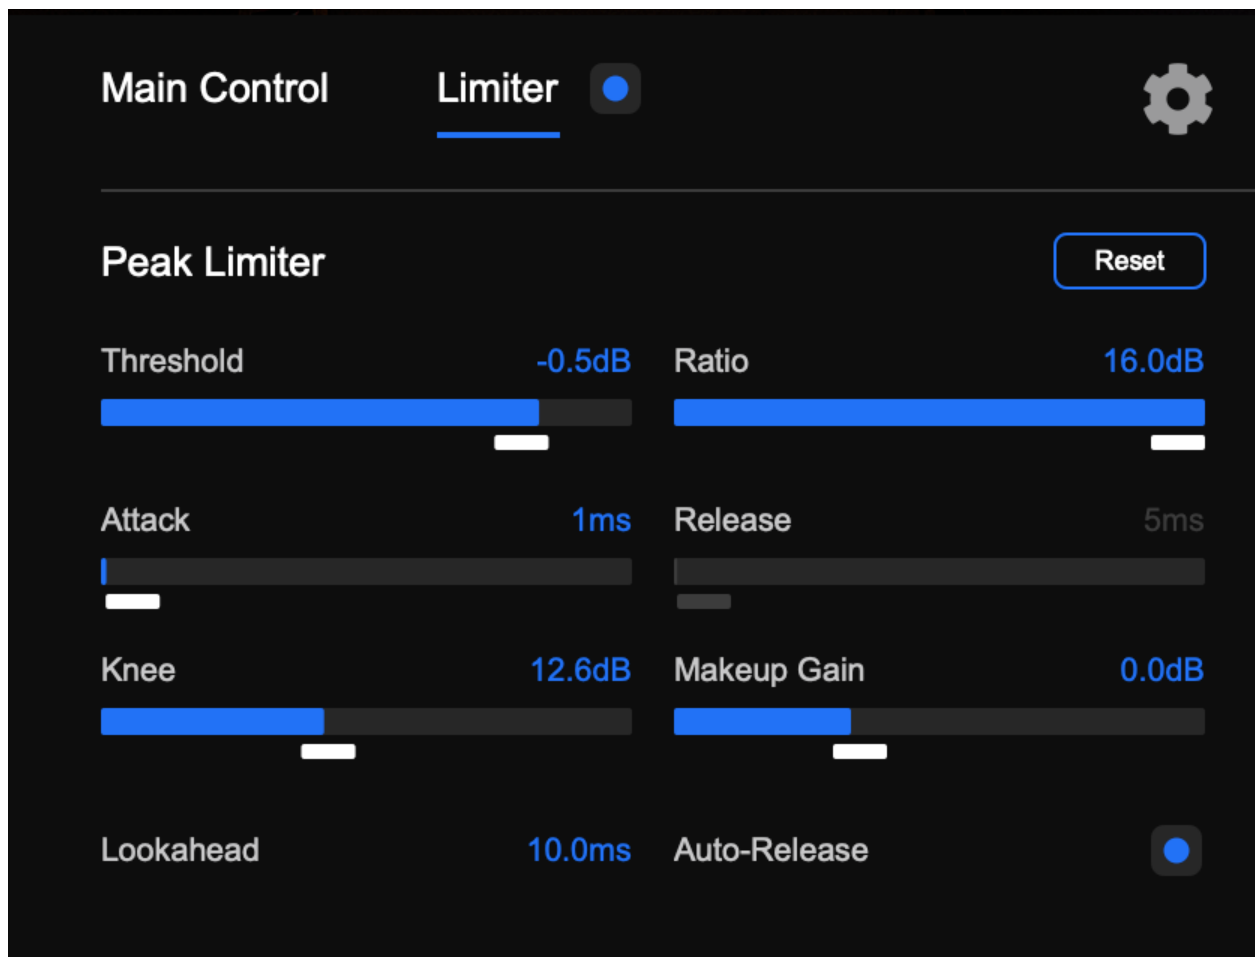 Main Control Limiter
Peak Limiter Reset
Threshold -0.5dB Ratio 16.0dB
Attack 1ms Release 5ms
Knee 12.6dB Makeup Gain 0.0dB
Lookahead 10.0ms Auto-Release